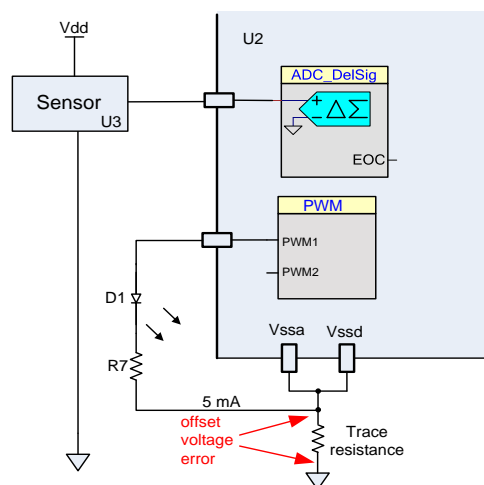 Vdd
U2
Sensor
U3
ADC_DelSig
+
−
ΔΣ
EOC
PWM
PWM1
PWM2
D1
R7
Vssa
Vssd
5 mA
offset
voltage
error
Trace
resistance